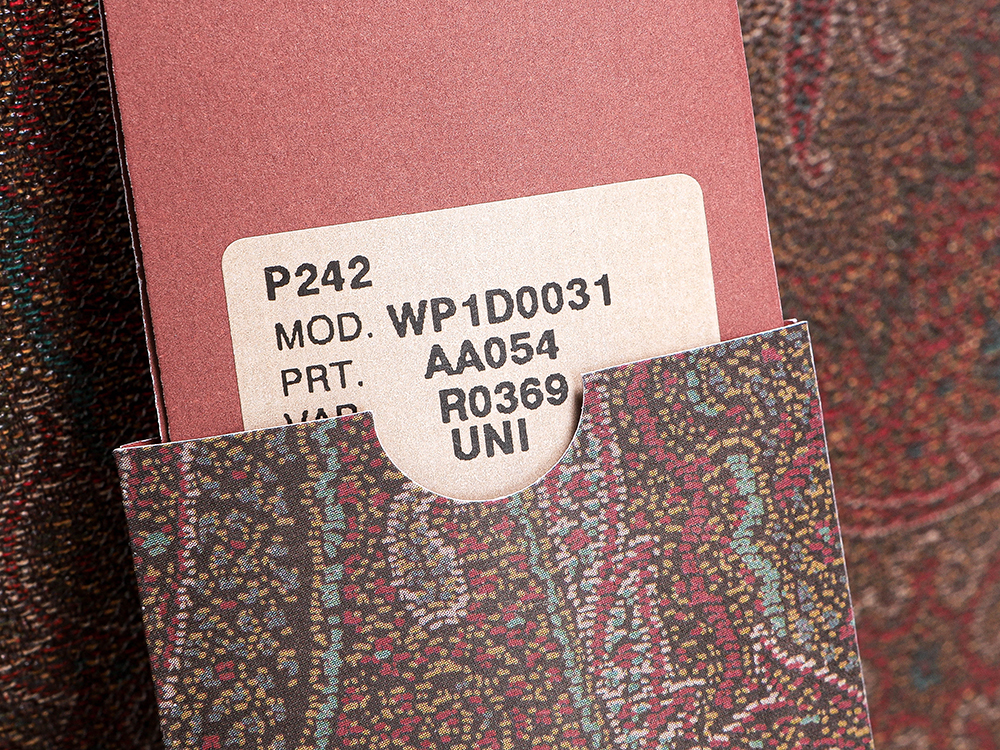 P242
MOD. WP1D0031
PRT. AA054
R0369
UNI